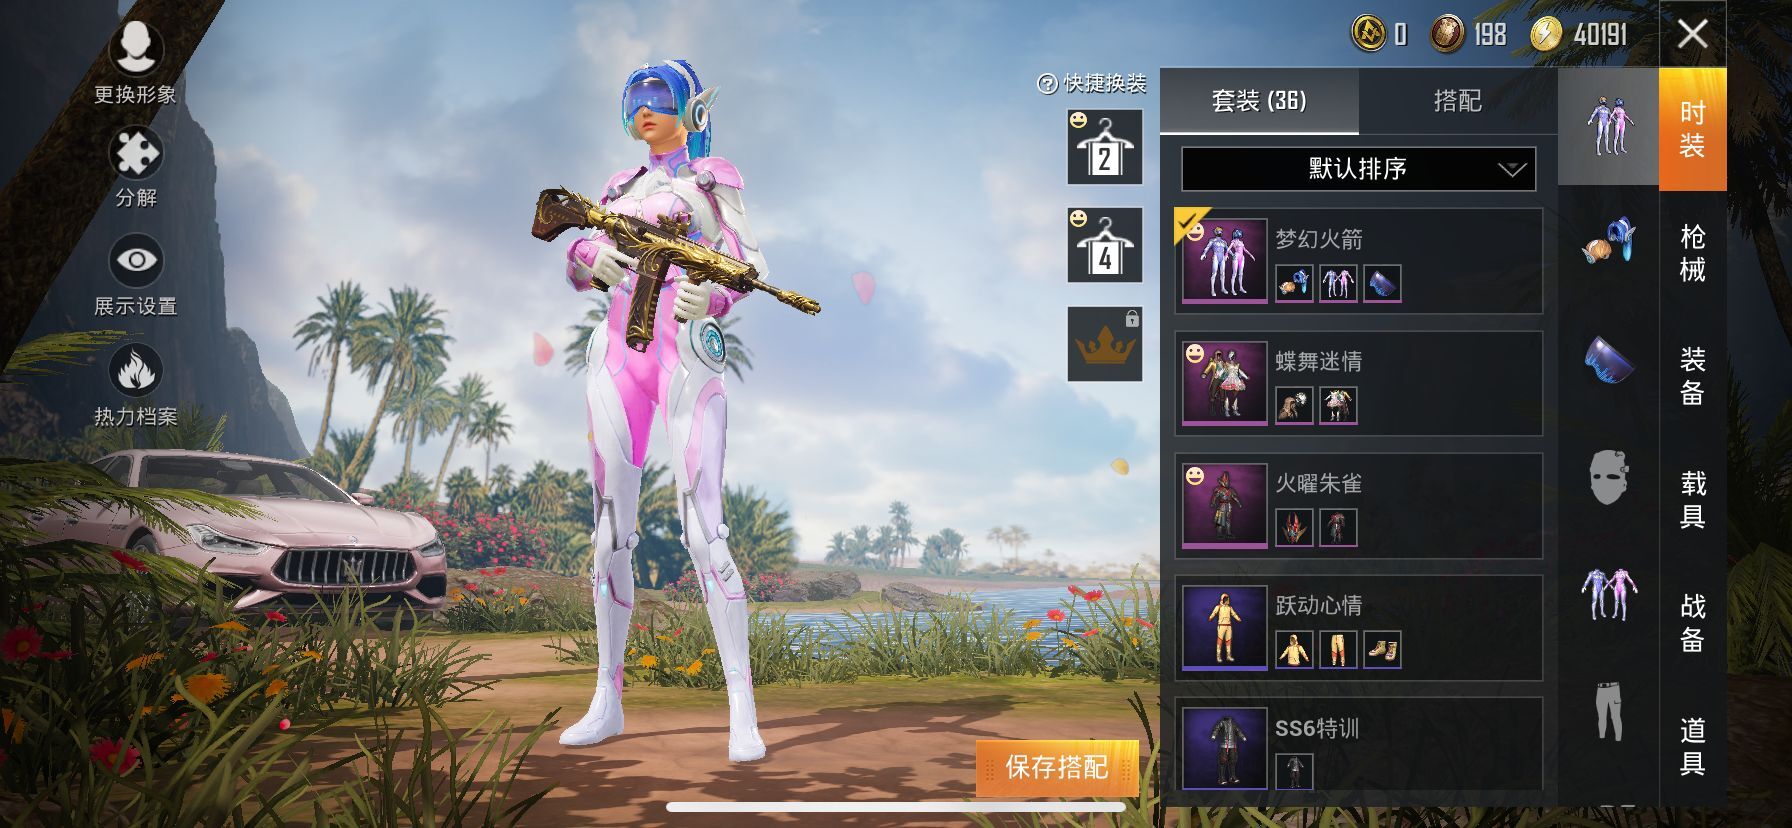 更换形象
分解
展示设置
热力档案
0
198
40191
快捷换装
2
4
套装 (36)
搭配
默认排序
梦幻火箭
蝶舞迷情
火曜朱雀
跃动心情
SS6特训
保存搭配
时装
枪械
装备
载具
战备
道具